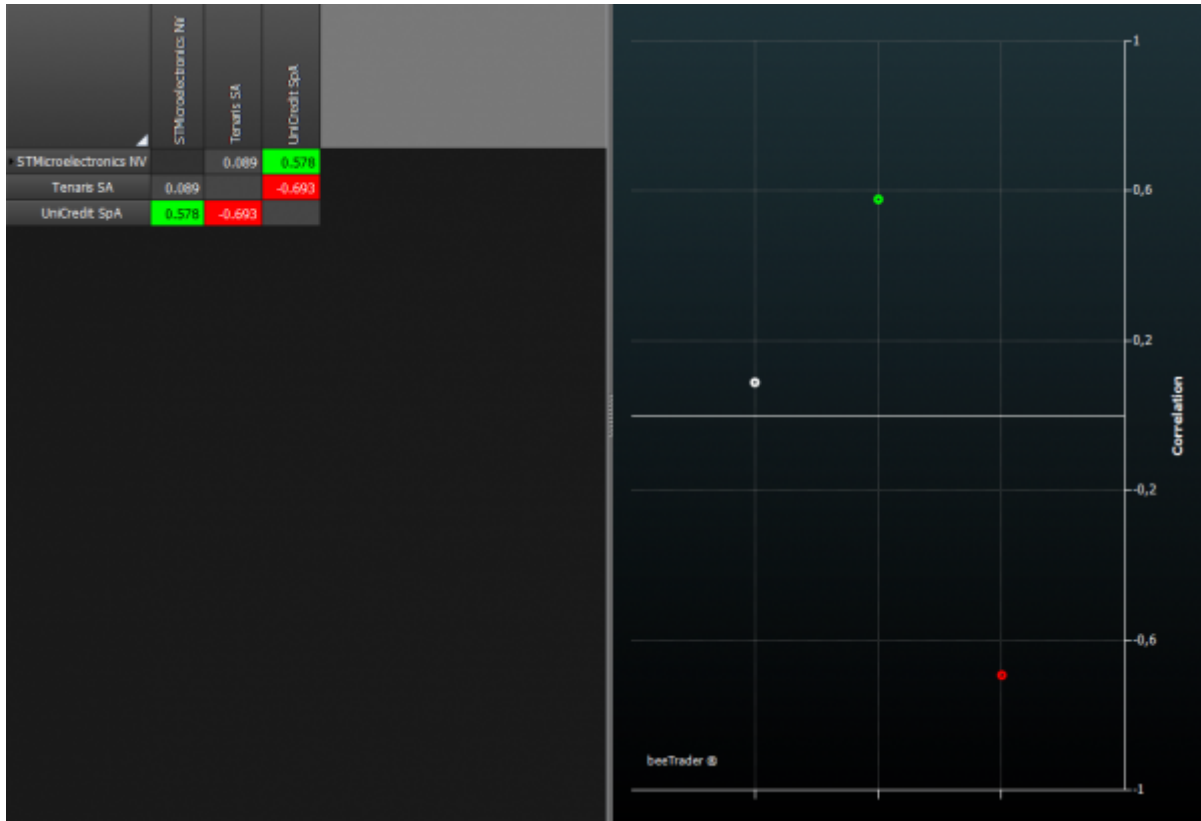 STMicroelectronics NV
Tenaris SA
UniCredit SpA
STMicroelectronics NV 0.089 0.578
Tenaris SA 0.089 -0.693
UniCredit SpA 0.578 -0.693
1
0,6
0,2
-0,2
-0,6
-1
Correlation
beeTrader ®